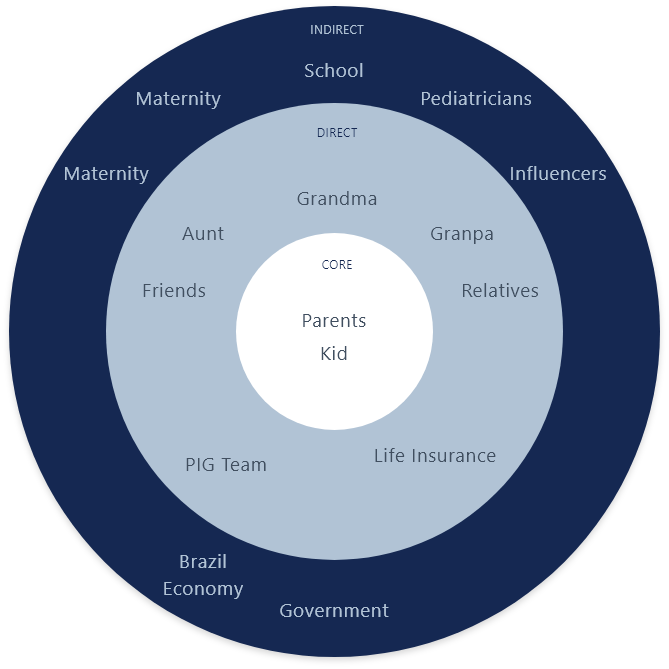 INDIRECT
School
Maternity
Pediatricians
Maternity
Influencers
DIRECT
Grandma
Aunt
Granpa
Friends
Relatives
CORE
Parents
Kid
PIG Team
Life Insurance
Brazil
Economy
Government